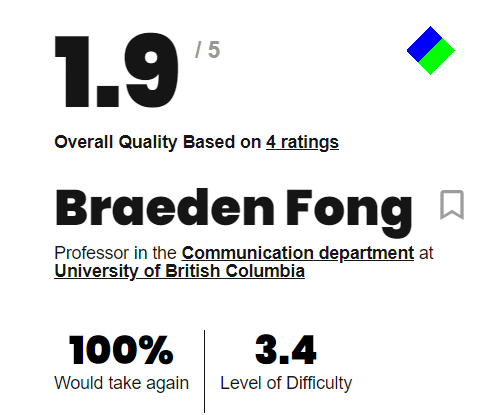 1.9 / 5
Overall Quality Based on 4 ratings
Braeden Fong
Professor in the Communication department at
University of British Columbia
100%
Would take again
3.4
Level of Difficulty